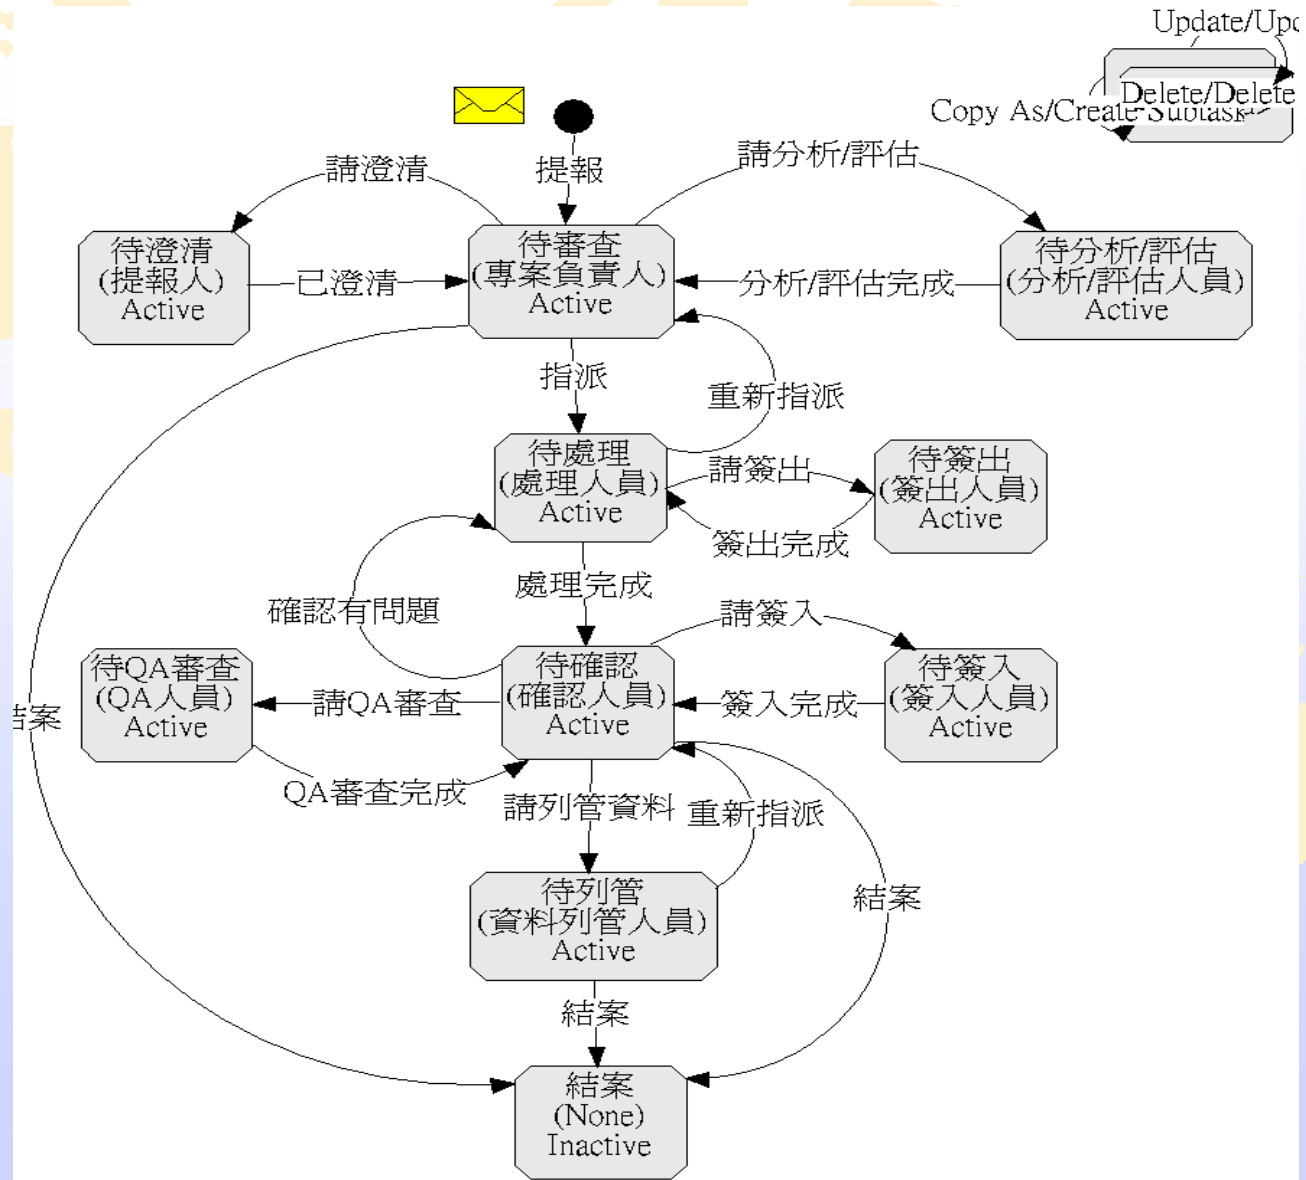 Update/Upd
Delete/Delete
Copy As/Create Subtask
提報
請澄清
請分析/評估
待澄清
(提報人)
Active
已澄清
待審查
(專案負責人)
Active
分析/評估完成
待分析/評估
(分析/評估人員)
Active
指派
重新指派
待處理
(處理人員)
Active
請簽出
待簽出
(簽出人員)
Active
簽出完成
處理完成
確認有問題
請簽入
待QA審查
(QA人員)
Active
請QA審查
待確認
(確認人員)
Active
簽入完成
待簽入
(簽入人員)
Active
結案
QA審查完成
請列管資料
重新指派
待列管
(資料列管人員)
Active
結案
結案
結案
(None)
Inactive